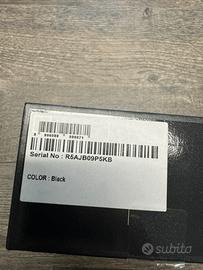 Serial No : R5AJB09P5KB
COLOR : Black
subito